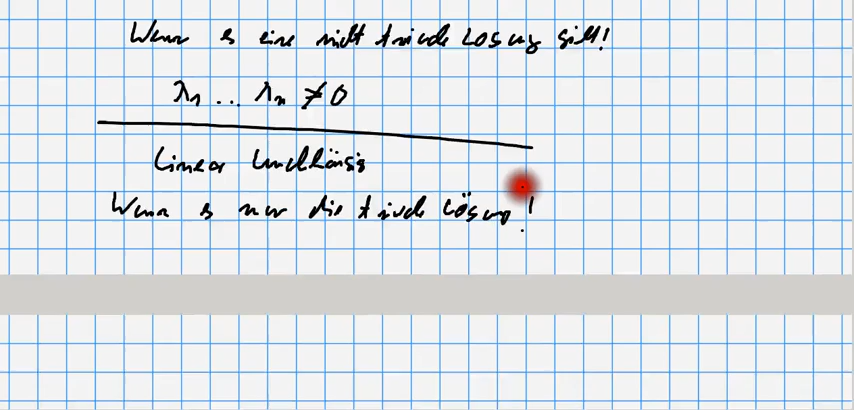 Wenn es eine nicht triviale Lösung gibt!
λ1 ... λn ≠ 0
Linear Unabhängig
Wenn es nur die triviale Lösung!